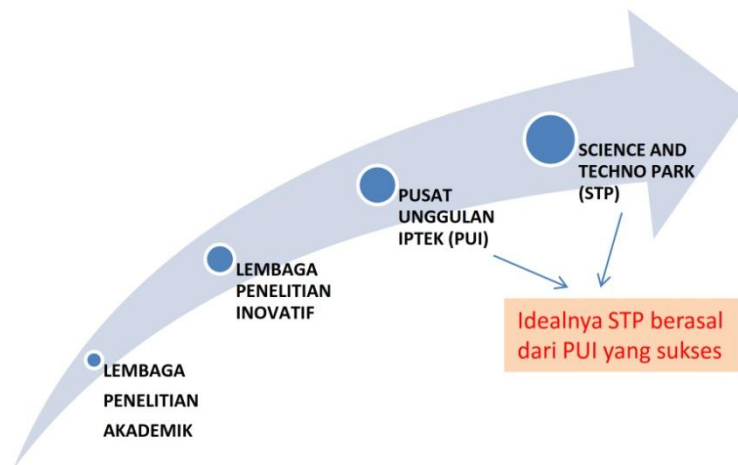 SCIENCE AND
TECHNO PARK
(STP)
PUSAT
UNGGULAN
IPTEK (PUI)
LEMBAGA
PENELITIAN
INOVATIF
Idealnya STP berasal
dari PUI yang sukses
LEMBAGA
PENELITIAN
AKADEMIK